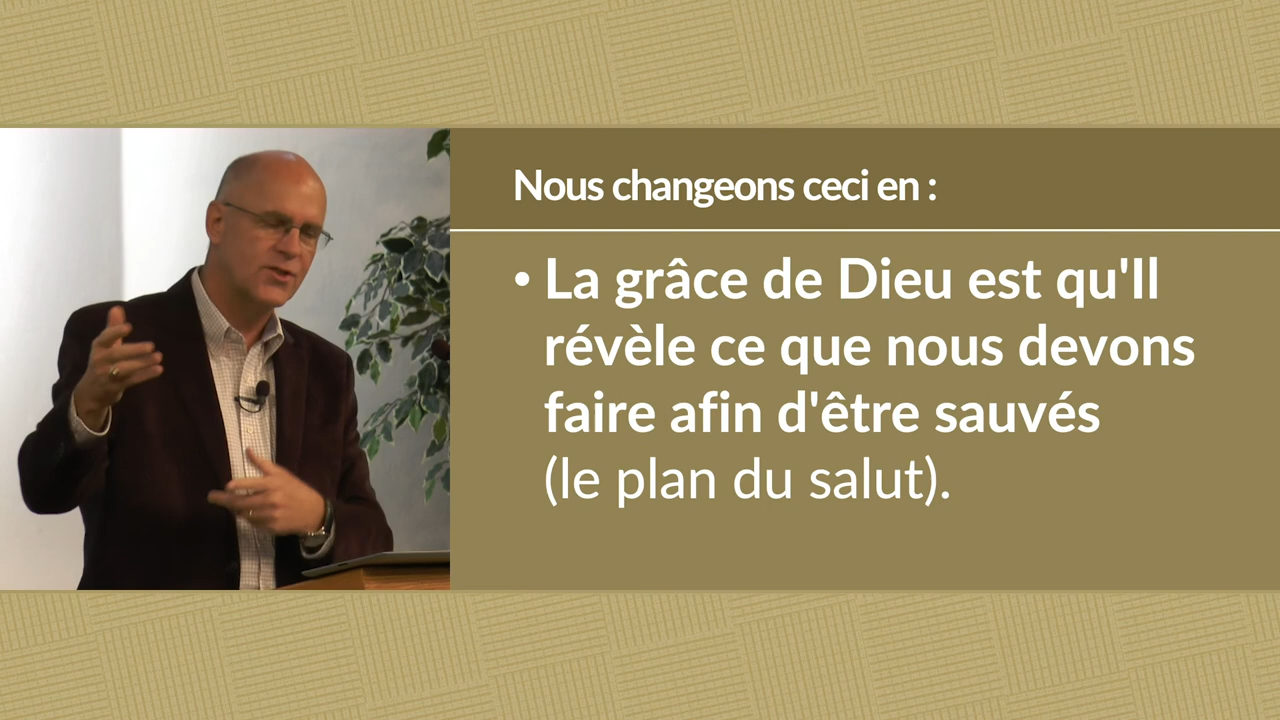 Nous changeons ceci en :
• La grâce de Dieu est qu'Il
révèle ce que nous devons
faire afin d'être sauvés
(le plan du salut).